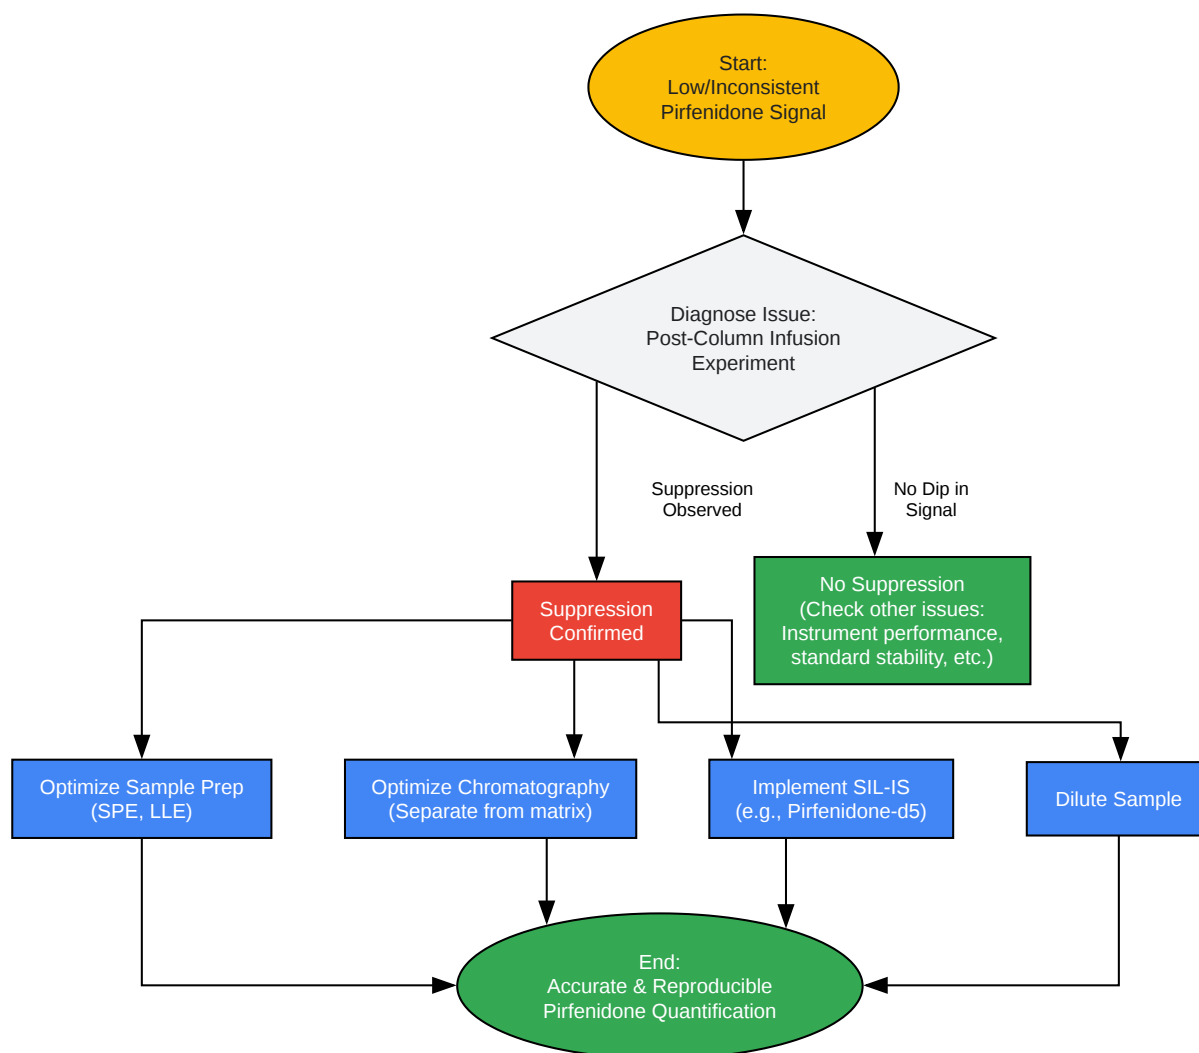 Start:
Low/Inconsistent
Pirfenidone Signal
Diagnose Issue:
Post-Column Infusion
Experiment
Suppression
Observed
No Dip in
Signal
Suppression
Confirmed
No Suppression
(Check other issues:
Instrument performance,
standard stability, etc.)
Optimize Sample Prep
(SPE, LLE)
Optimize Chromatography
(Separate from matrix)
Implement SIL-IS
(e.g., Pirfenidone-d5)
Dilute Sample
End:
Accurate & Reproducible
Pirfenidone Quantification